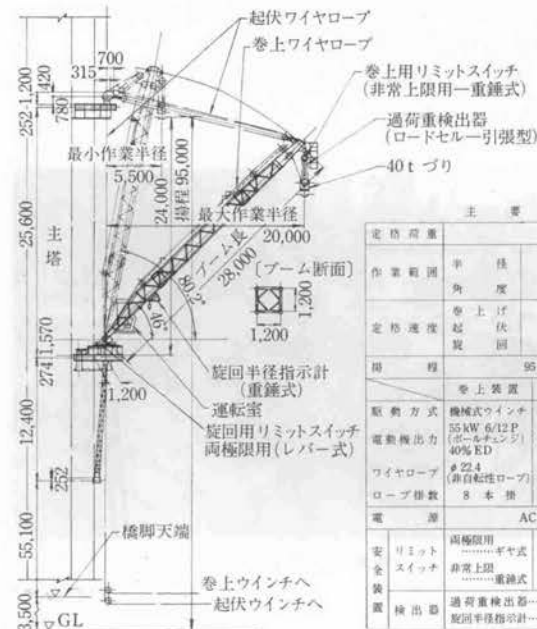 起伏ワイヤロープ
巻上ワイヤロープ
700
315
252-1,200
420
780
巻上用リミットスイッチ
(非常上限用一重錘式)
過荷重検出器
(ロードセル一引張型)
40t づり
最小作業半径
5,500
24,000
揚程 95,000
最大作業半径
20,000
25,600
主塔
ブーム長
28,000
80.2°
46°
〔ブーム断面〕
1,200
1,200
274
1,570
旋回半径指示計
(重錘式)
1,200
運転室
旋回用リミットスイッチ
両極限用(レバー式)
12,400
252
55,100
橋脚天端
巻上ウインチへ
起伏ウインチへ
3,500
GL
主要
定格荷重
作業範囲 半径
角度
定格速度 巻上げ
起伏
旋回
揚程 95
巻上装置
駆動方式 機械式ウインチ
電動機出力 55 kW 6/12 P
(ポールチェンジ)
40% ED
ワイヤロープ φ22.4
(非自転性ロープ)
ロープ掛数 8本掛
電源 AC
安全装置
リミットスイッチ 両極限用
………ギヤ式
非常上限
………重錘式
検出器 過荷重検出器…
旋回半径指示計…